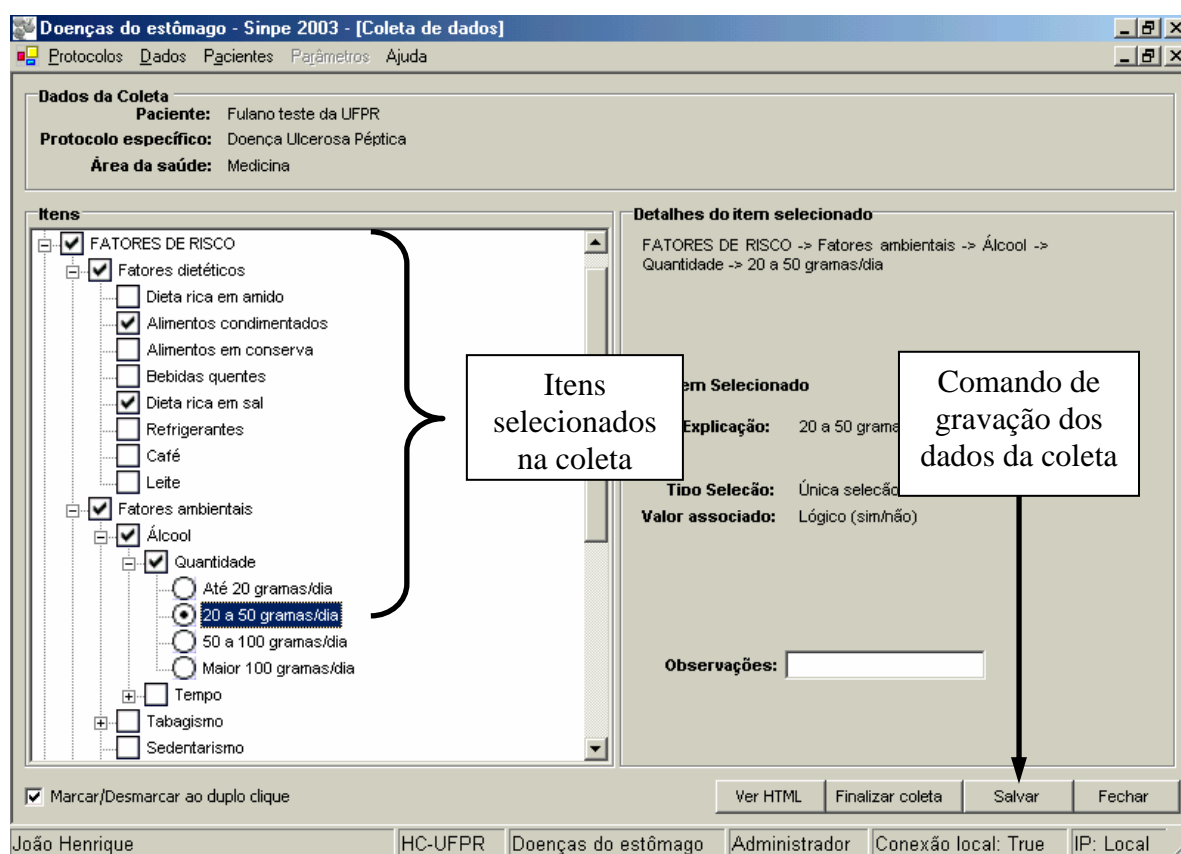 Doenças do estômago - Sinpe 2003 - [Coleta de dados]
Protocolos Dados Pacientes Parâmetros Ajuda
Dados da Coleta
Paciente: Fulano teste da UFPR
Protocolo específico: Doença Ulcerosa Péptica
Área da saúde: Medicina
Itens
FATORES DE RISCO
Fatores dietéticos
Dieta rica em amido
Alimentos condimentados
Alimentos em conserva
Bebidas quentes
Dieta rica em sal
Refrigerantes
Café
Leite
Fatores ambientais
Álcool
Quantidade
Até 20 gramas/dia
20 a 50 gramas/dia
50 a 100 gramas/dia
Maior 100 gramas/dia
Tempo
Tabagismo
Sedentarismo
Itens
selecionados
na coleta
Detalhes do item selecionado
FATORES DE RISCO -> Fatores ambientais -> Álcool ->
Quantidade -> 20 a 50 gramas/dia
Selecionado
Explicação: 20 a 50
Tipo Seleção: Única
Valor associado: Lógico (sim/não)
Observações:
Comando de
gravação dos
dados da coleta
Marcar/Desmarcar ao duplo clique
Ver HTML Finalizar coleta Salvar Fechar
João Henrique HC-UFPR Doenças do estômago Administrador Conexão local: True IP: Local